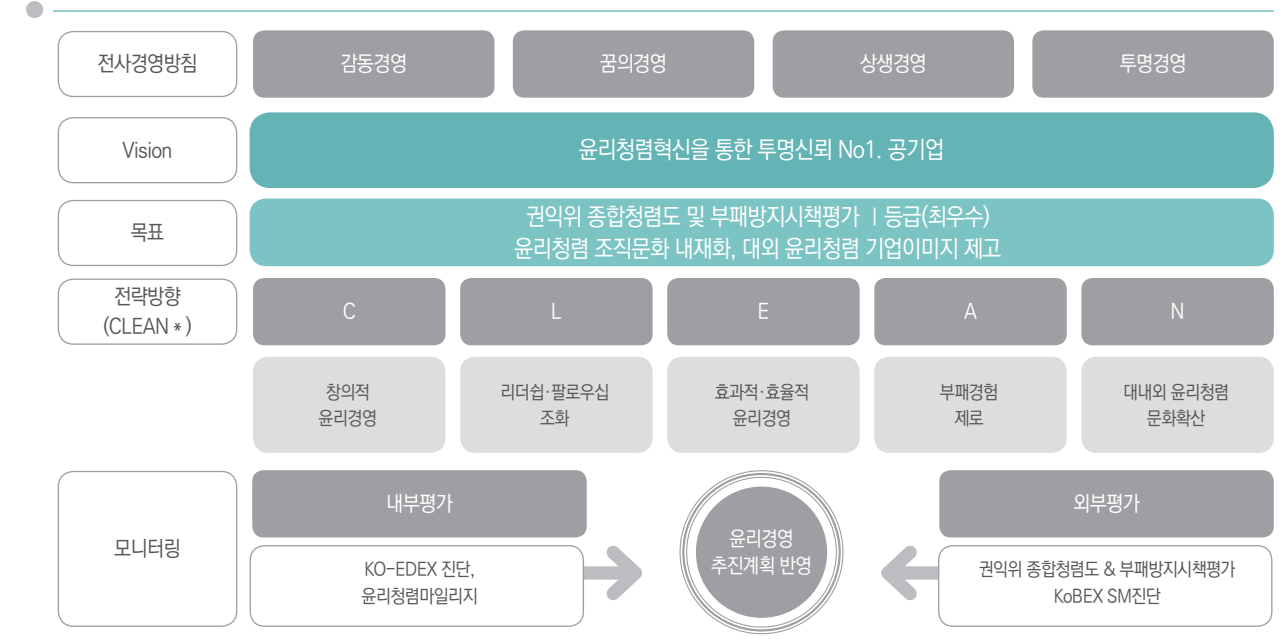 전사경영방침
감동경영
꿈의경영
상생경영
투명경영
Vision
윤리청렴혁신을 통한 투명신뢰 No1. 공기업
목표
권익위 종합청렴도 및 부패방지시책평가 Ⅰ등급(최우수)
윤리청렴 조직문화 내재화, 대외 윤리청렴 기업이미지 제고
전략방향
(CLEAN *)
C
L
E
A
N
창의적
윤리경영
리더쉽·팔로우십
조화
효과적·효율적
윤리경영
부패경험
제로
대내외 윤리청렴
문화확산
모니터링
내부평가
KO-EDEX 진단,
윤리청렴마일리지
윤리경영
추진계획 반영
외부평가
권익위 종합청렴도 & 부패방지시책평가
KoBEX SM진단